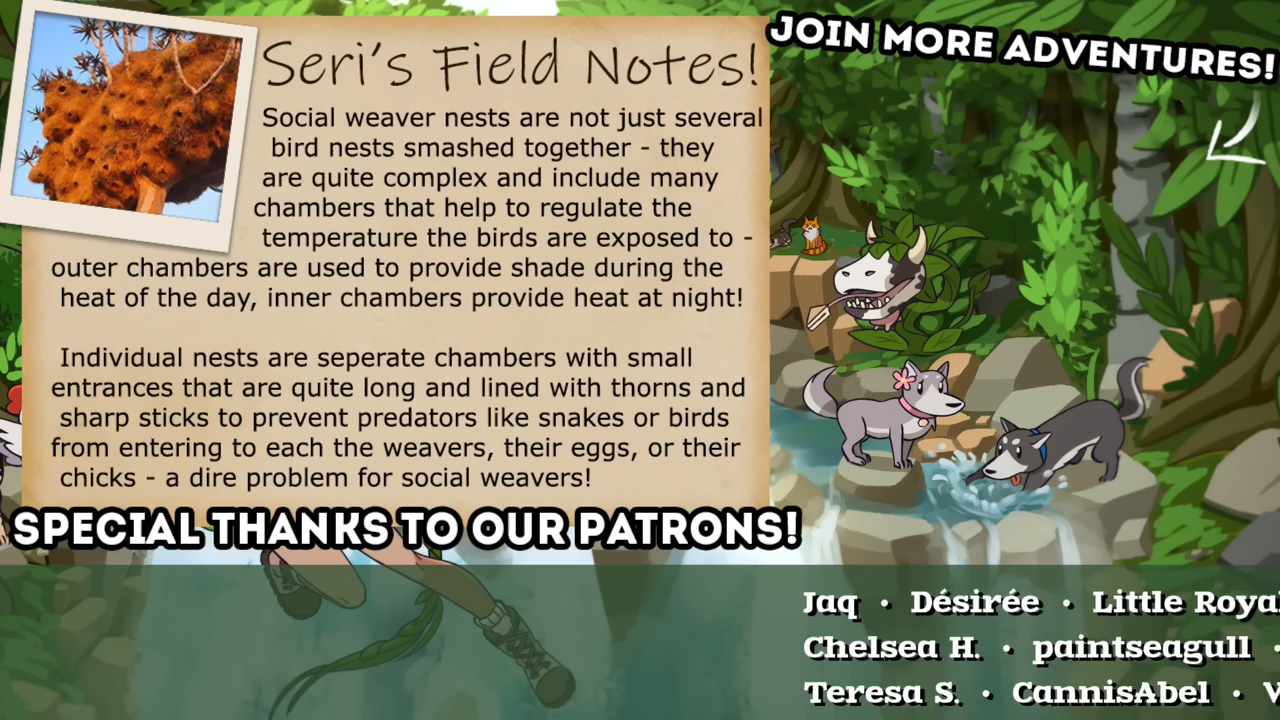 Seri's Field Notes!
Social weaver nests are not just several
bird nests smashed together - they
are quite complex and include many
chambers that help to regulate the
temperature the birds are exposed to -
outer chambers are used to provide shade during the
heat of the day, inner chambers provide heat at night!
Individual nests are seperate chambers with small
entrances that are quite long and lined with thorns and
sharp sticks to prevent predators like snakes or birds
from entering to each the weavers, their eggs, or their
chicks - a dire problem for social weavers!
JOIN MORE ADVENTURES!
SPECIAL THANKS TO OUR PATRONS!
Jaq • Désirée • Little Royal
Chelsea H. • paintseagull •
Teresa S. • CannisAbel •